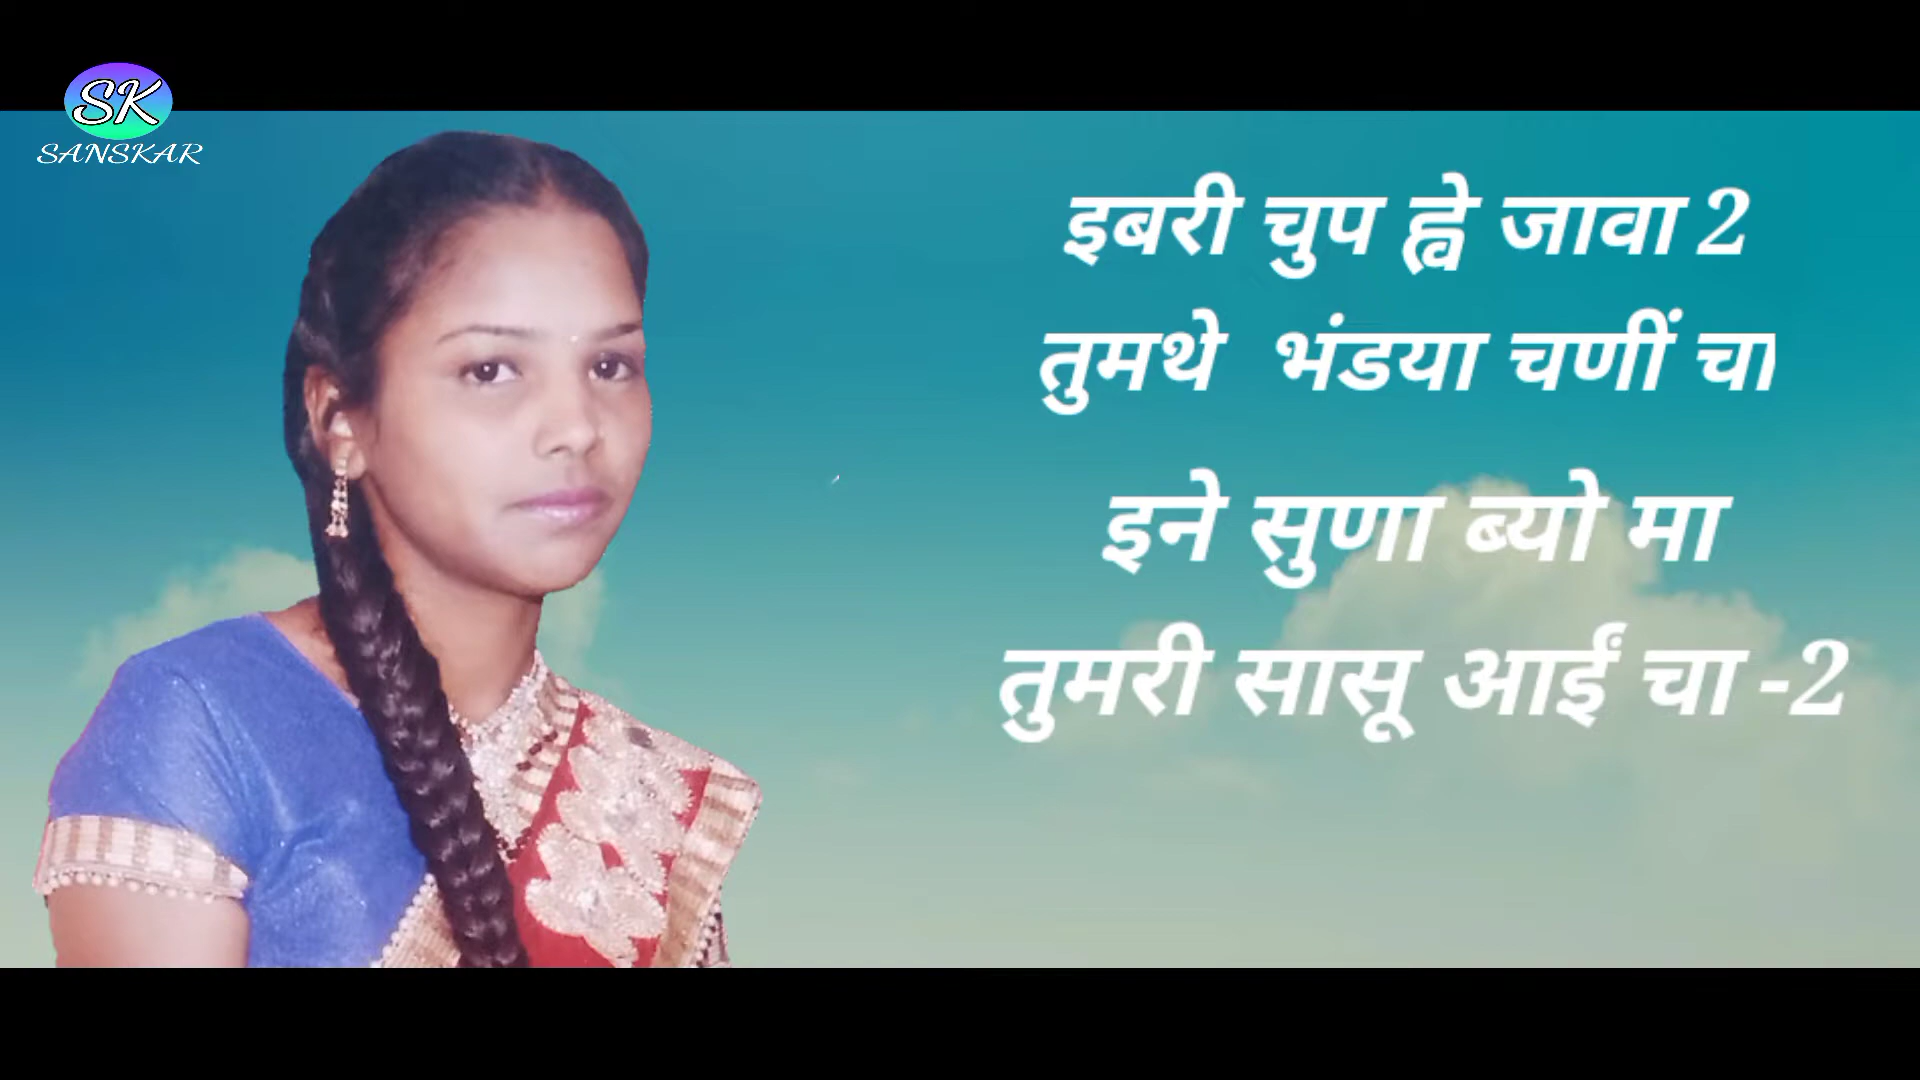 SK
SANSKAR
इबरी चुप ह्वे जावा 2
तुमथे भंडया चणीं चा
इने सुणा ब्यो मा
तुमरी सासू आईं चा -2